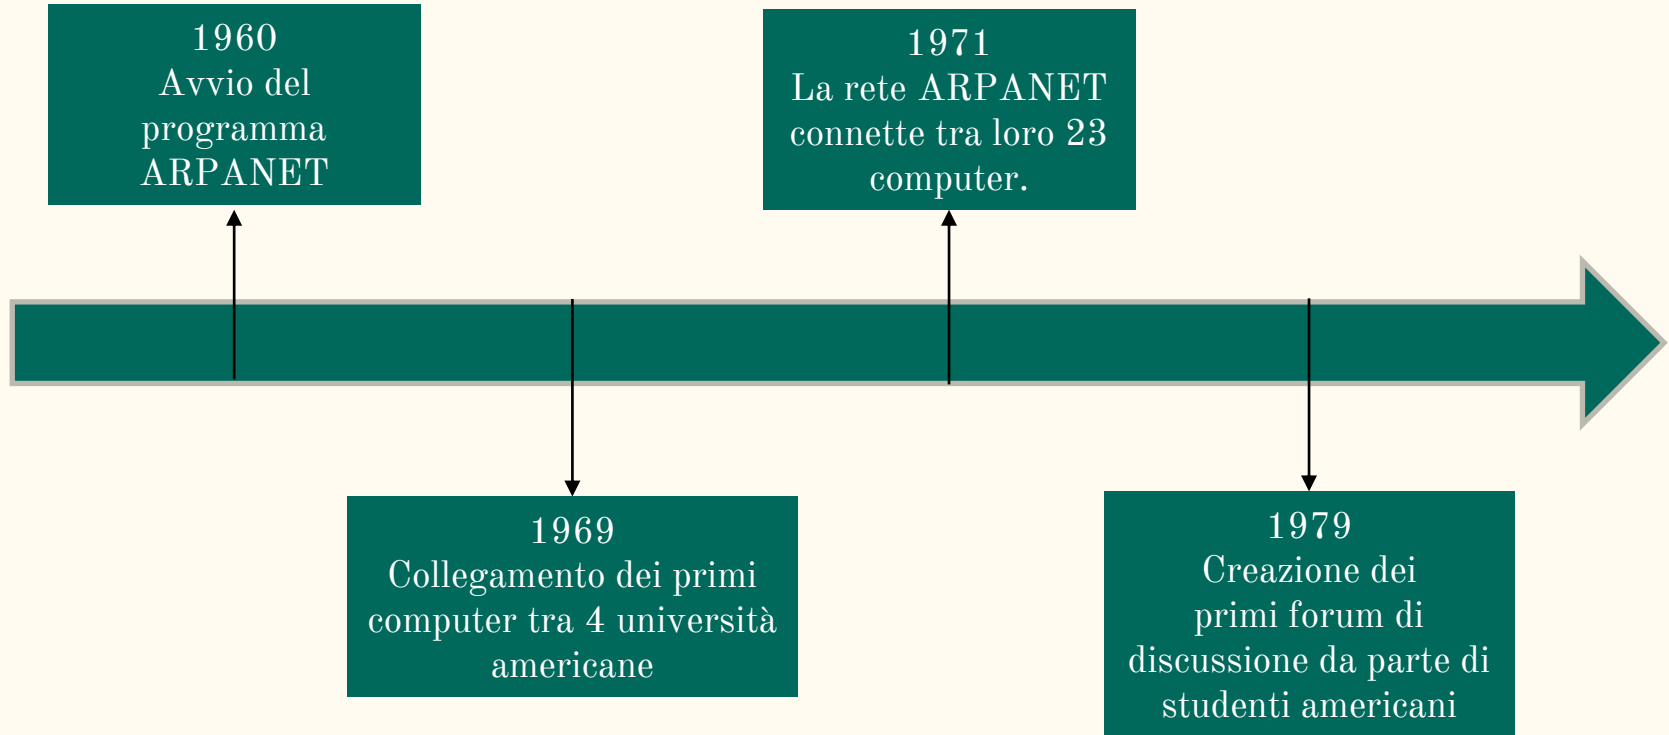 1960
Avvio del
programma
ARPANET
1969
Collegamento dei primi
computer tra 4 università
americane
1971
La rete ARPANET
connette tra loro 23
computer.
1979
Creazione dei
primi forum di
discussione da parte di
studenti americani